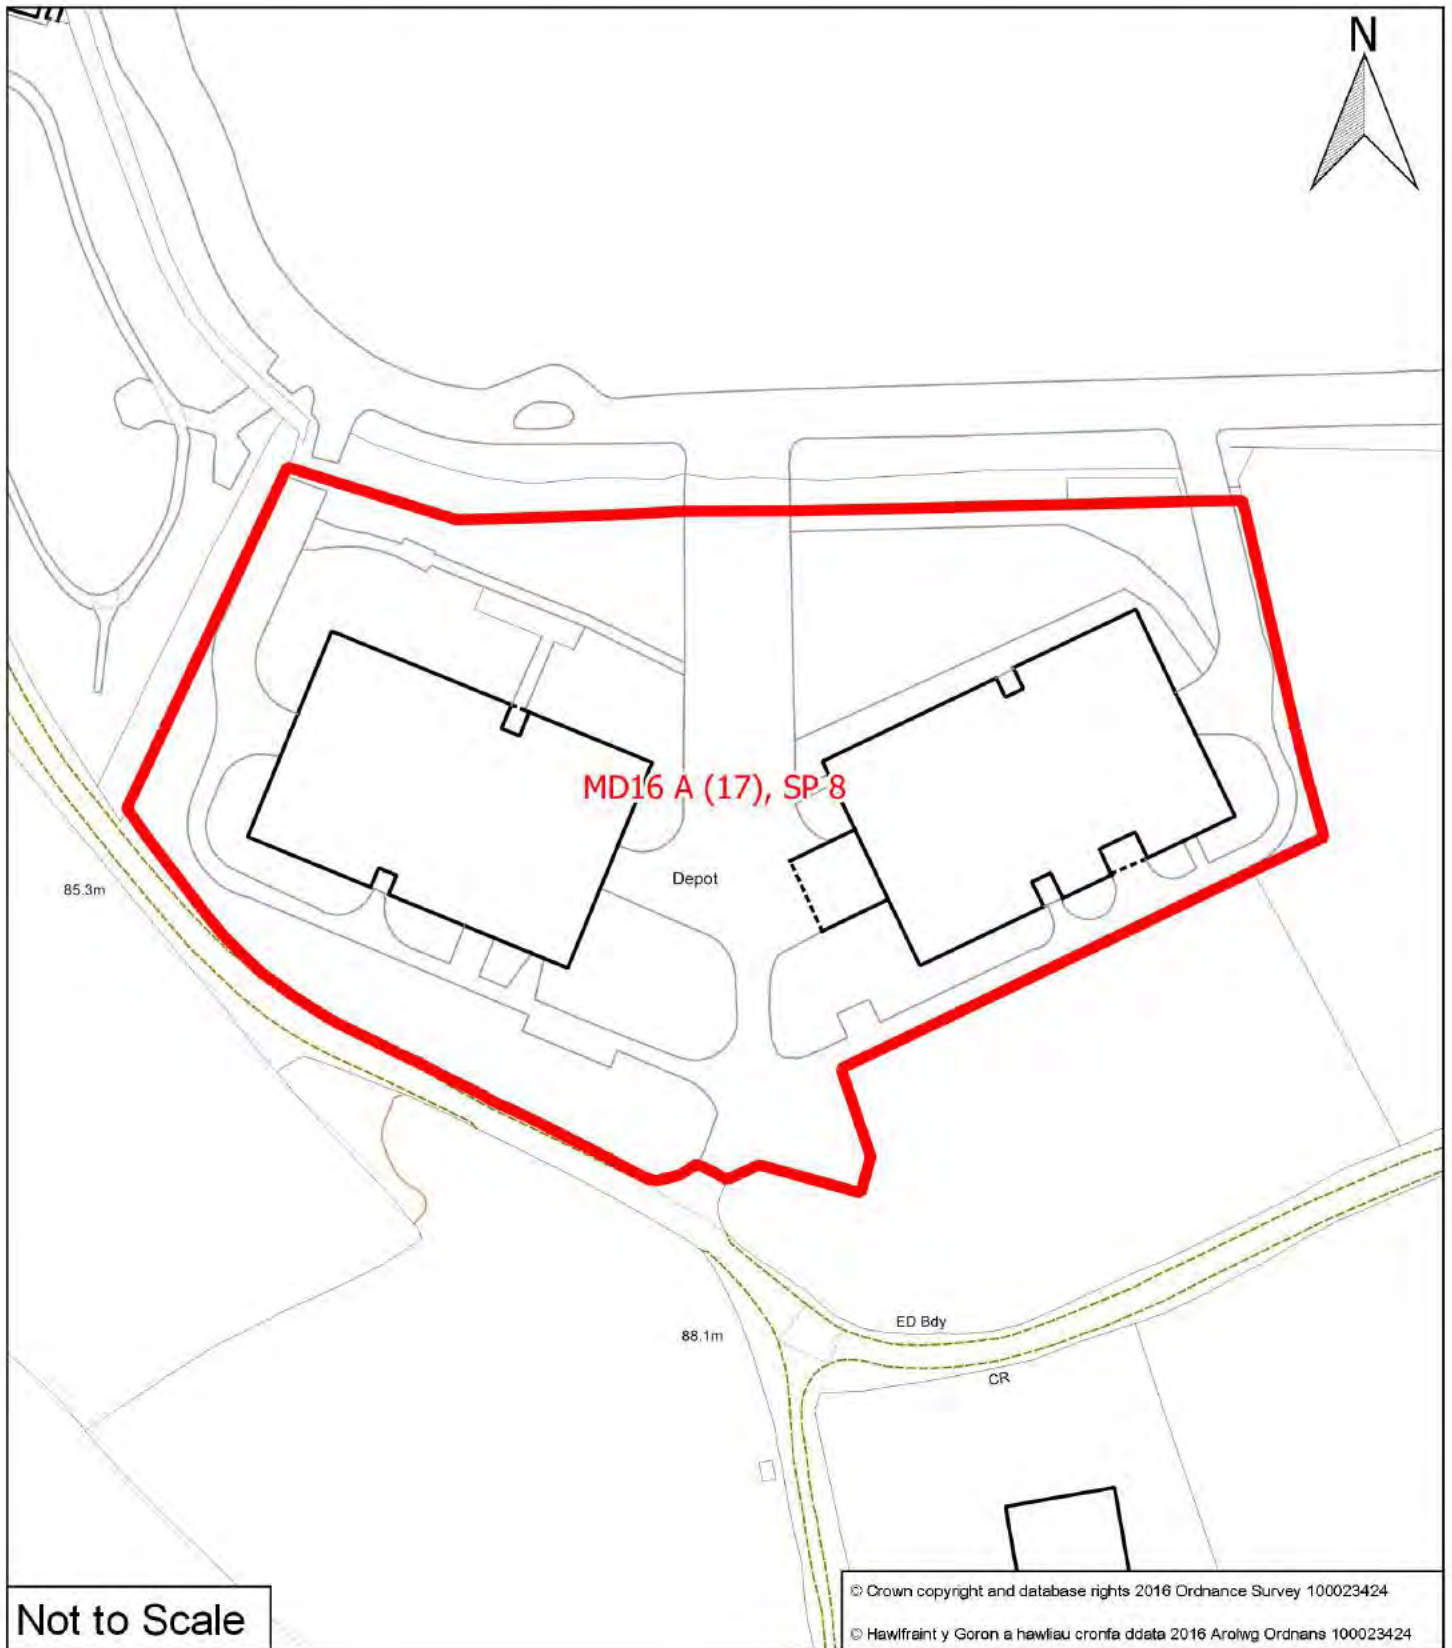 N
MD16 A (17), SP 8
Depot
85.3m
ED Bdy
88.1m
CR
Not to Scale
© Crown copyright and database rights 2016 Ordnance Survey 100023424
© Hawlfraint y Goron a hawliau cronfa ddata 2016 Arolwg Ordnans 100023424